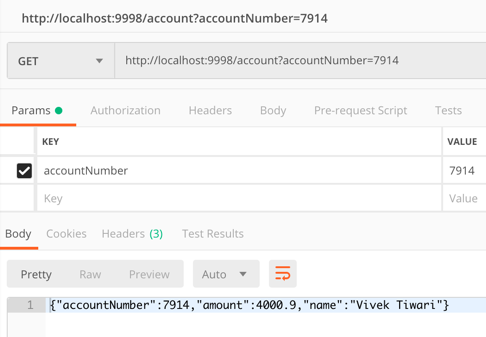 http://localhost:9998/account?accountNumber=7914
GET http://localhost:9998/account?accountNumber=7914
Params Authorization Headers Body Pre-request Script Tests
KEY VALUE
accountNumber 7914
Key Value
Body Cookies Headers (3) Test Results
Pretty Raw Preview Auto
1 {"accountNumber":7914,"amount":4000.9,"name":"Vivek Tiwari"}